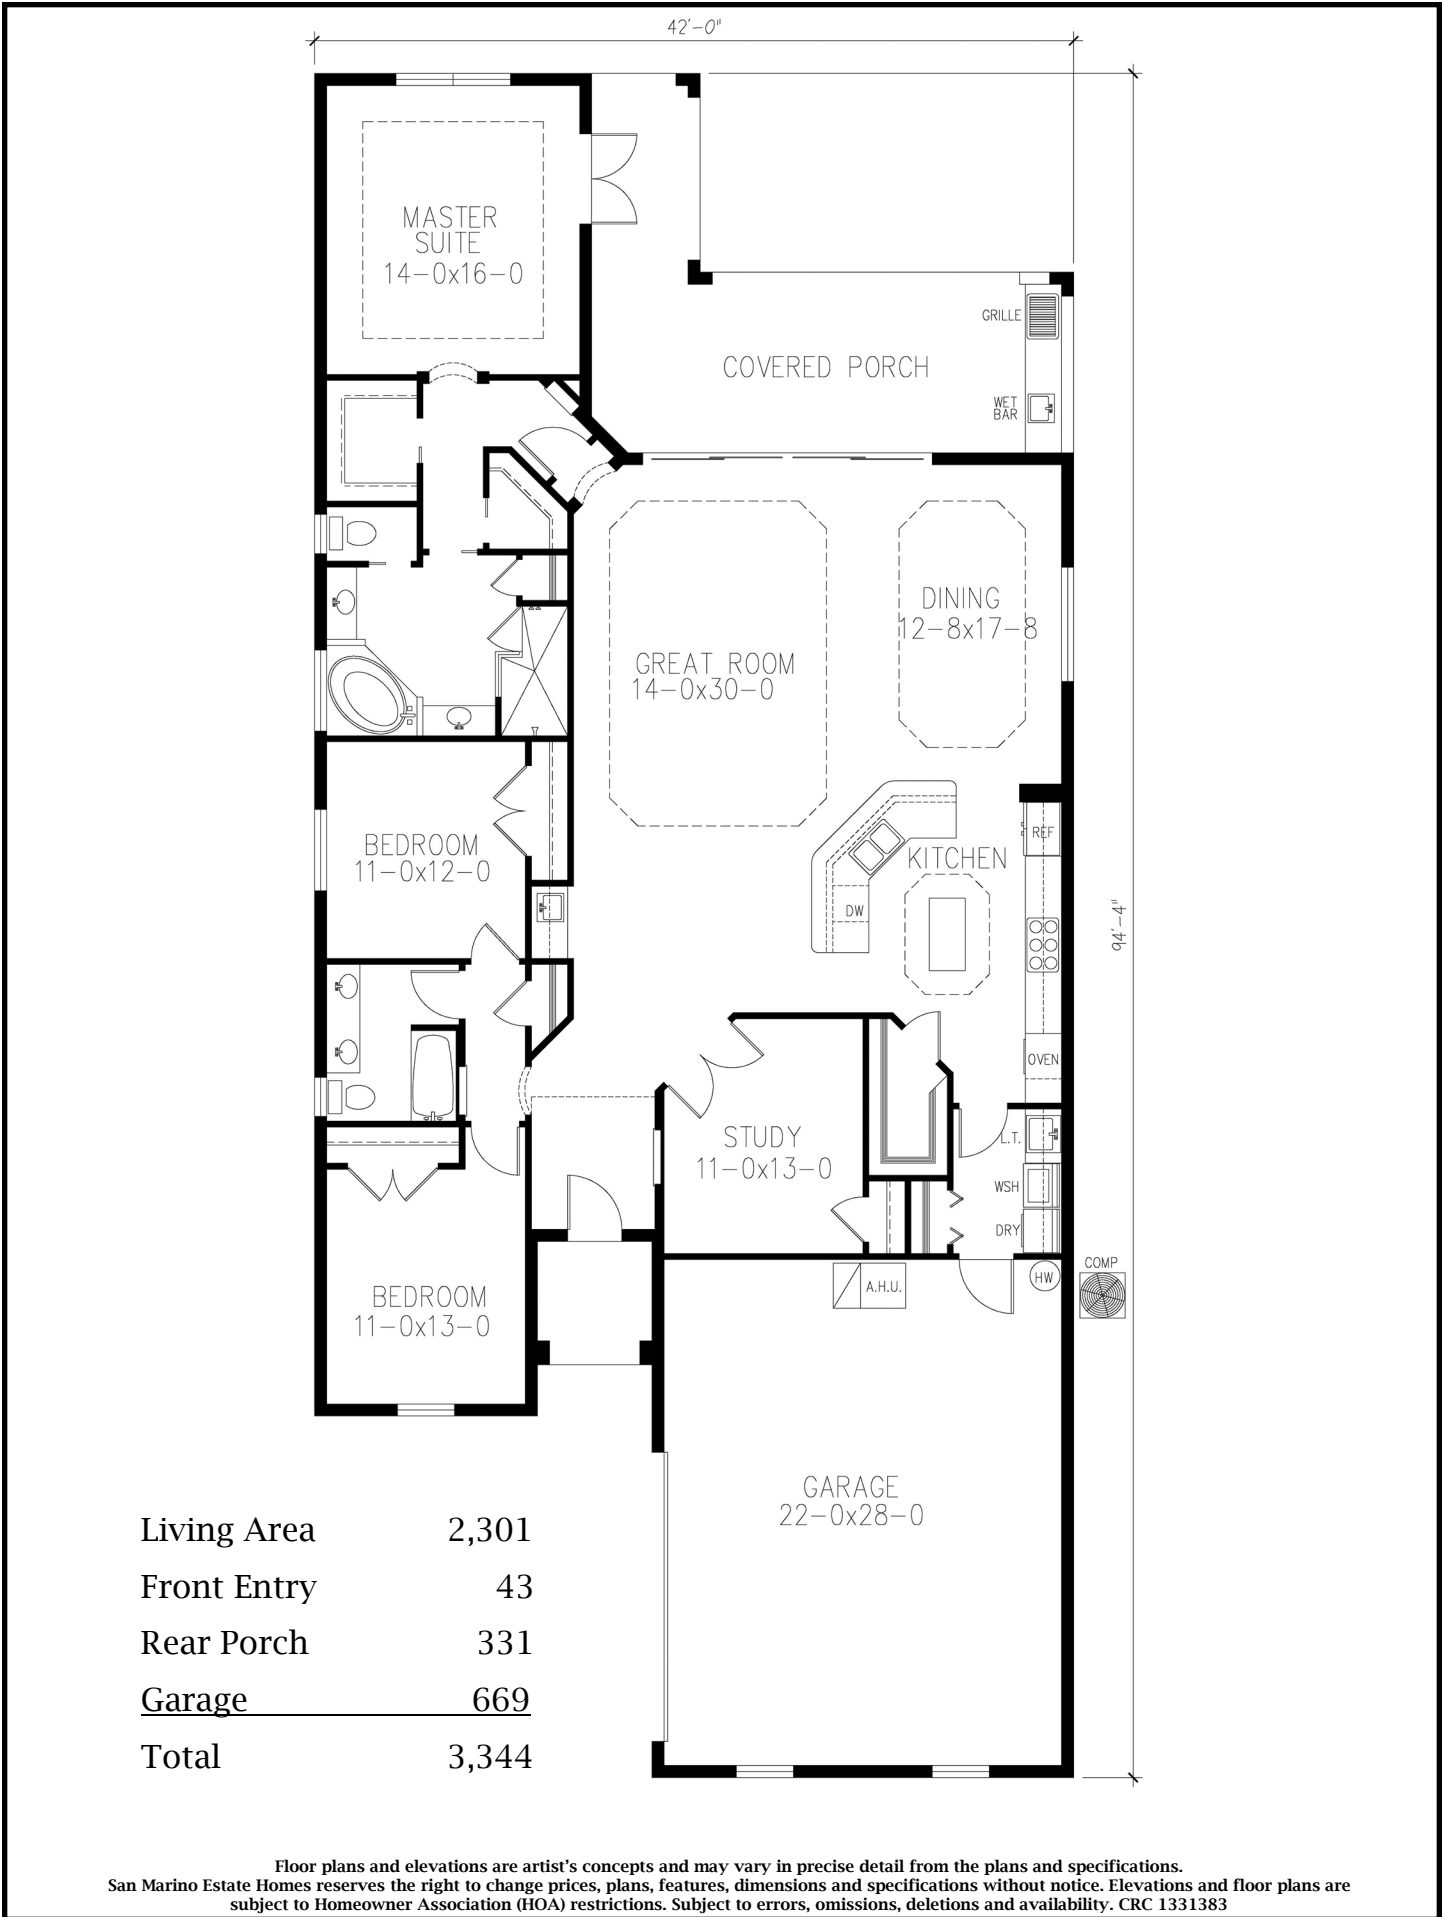 42'-0"
MASTER
SUITE
14-0x16-0
GRILLE
COVERED PORCH
WET
BAR
DINING
12-8x17-8
GREAT ROOM
14-0x30-0
REF
BEDROOM
11-0x12-0
KITCHEN
DW
94'-4"
OVEN
STUDY
11-0x13-0
L.T.
WSH
DRY
COMP
A.H.U.
HW
BEDROOM
11-0x13-0
GARAGE
22-0x28-0
Living Area 2,301
Front Entry 43
Rear Porch 331
Garage 669
Total 3,344
Floor plans and elevations are artist's concepts and may vary in precise detail from the plans and specifications.
San Marino Estate Homes reserves the right to change prices, plans, features, dimensions and specifications without notice. Elevations and floor plans are
subject to Homeowner Association (HOA) restrictions. Subject to errors, omissions, deletions and availability. CRC 1331383